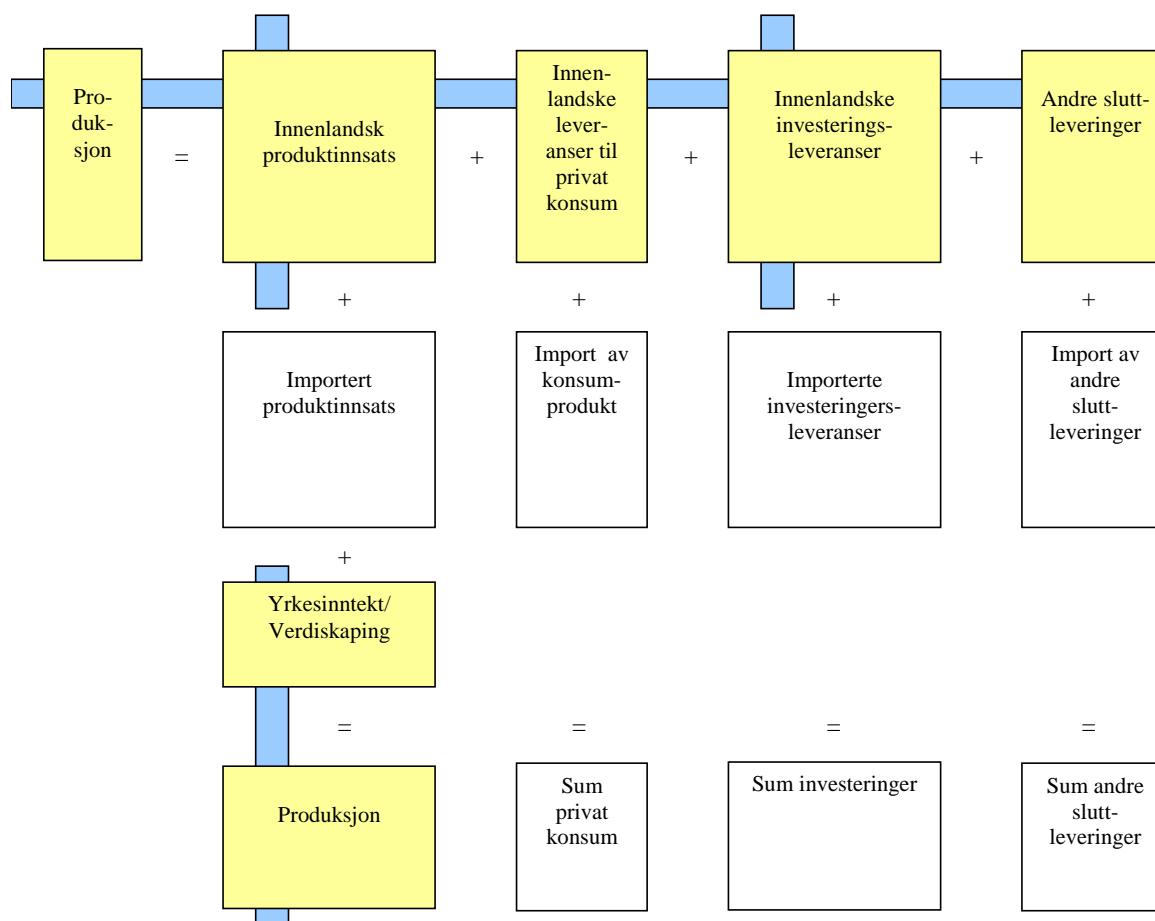 Pro-
duk-
sjon
=
Innenlandsk
produktinnsats
+
Innen-
landske
lever-
anser til
privat
konsum
+
Innenlandske
investerings-
leveranser
+
Andre slutt-
leveringer
+
+
+
+
Importert
produktinnsats
Import av
konsum-
produkt
Importerte
investeringers-
leveranser
Import av
andre
slutt-
leveringer
+
Yrkesinntekt/
Verdiskaping
=
=
=
=
Produksjon
Sum
privat
konsum
Sum investeringer
Sum andre
slutt-
leveringer